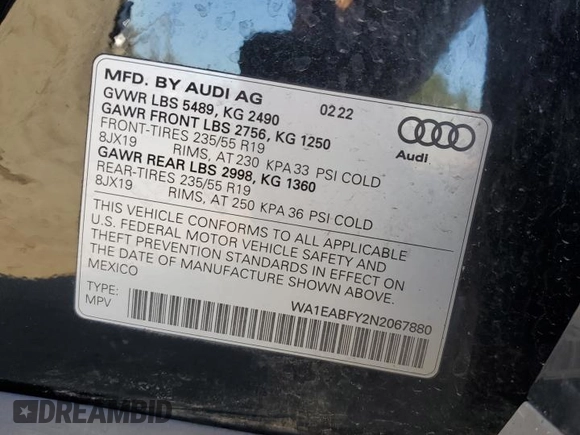 MFD. BY AUDI AG 02 22
GVWR LBS 5489, KG 2490
GAWR FRONT LBS 2756, KG 1250
FRONT-TIRES 235/55 R19
8JX19 RIMS, AT 230 KPA 33 PSI COLD
GAWR REAR LBS 2998, KG 1360
REAR-TIRES 235/55 R19
8JX19 RIMS, AT 250 KPA 36 PSI COLD
Audi
THIS VEHICLE CONFORMS TO ALL APPLICABLE
U.S. FEDERAL MOTOR VEHICLE SAFETY AND
THEFT PREVENTION STANDARDS IN EFFECT ON
THE DATE OF MANUFACTURE SHOWN ABOVE.
MEXICO
TYPE:
MPV
WA1EABFY2N2067880
DREAMBID